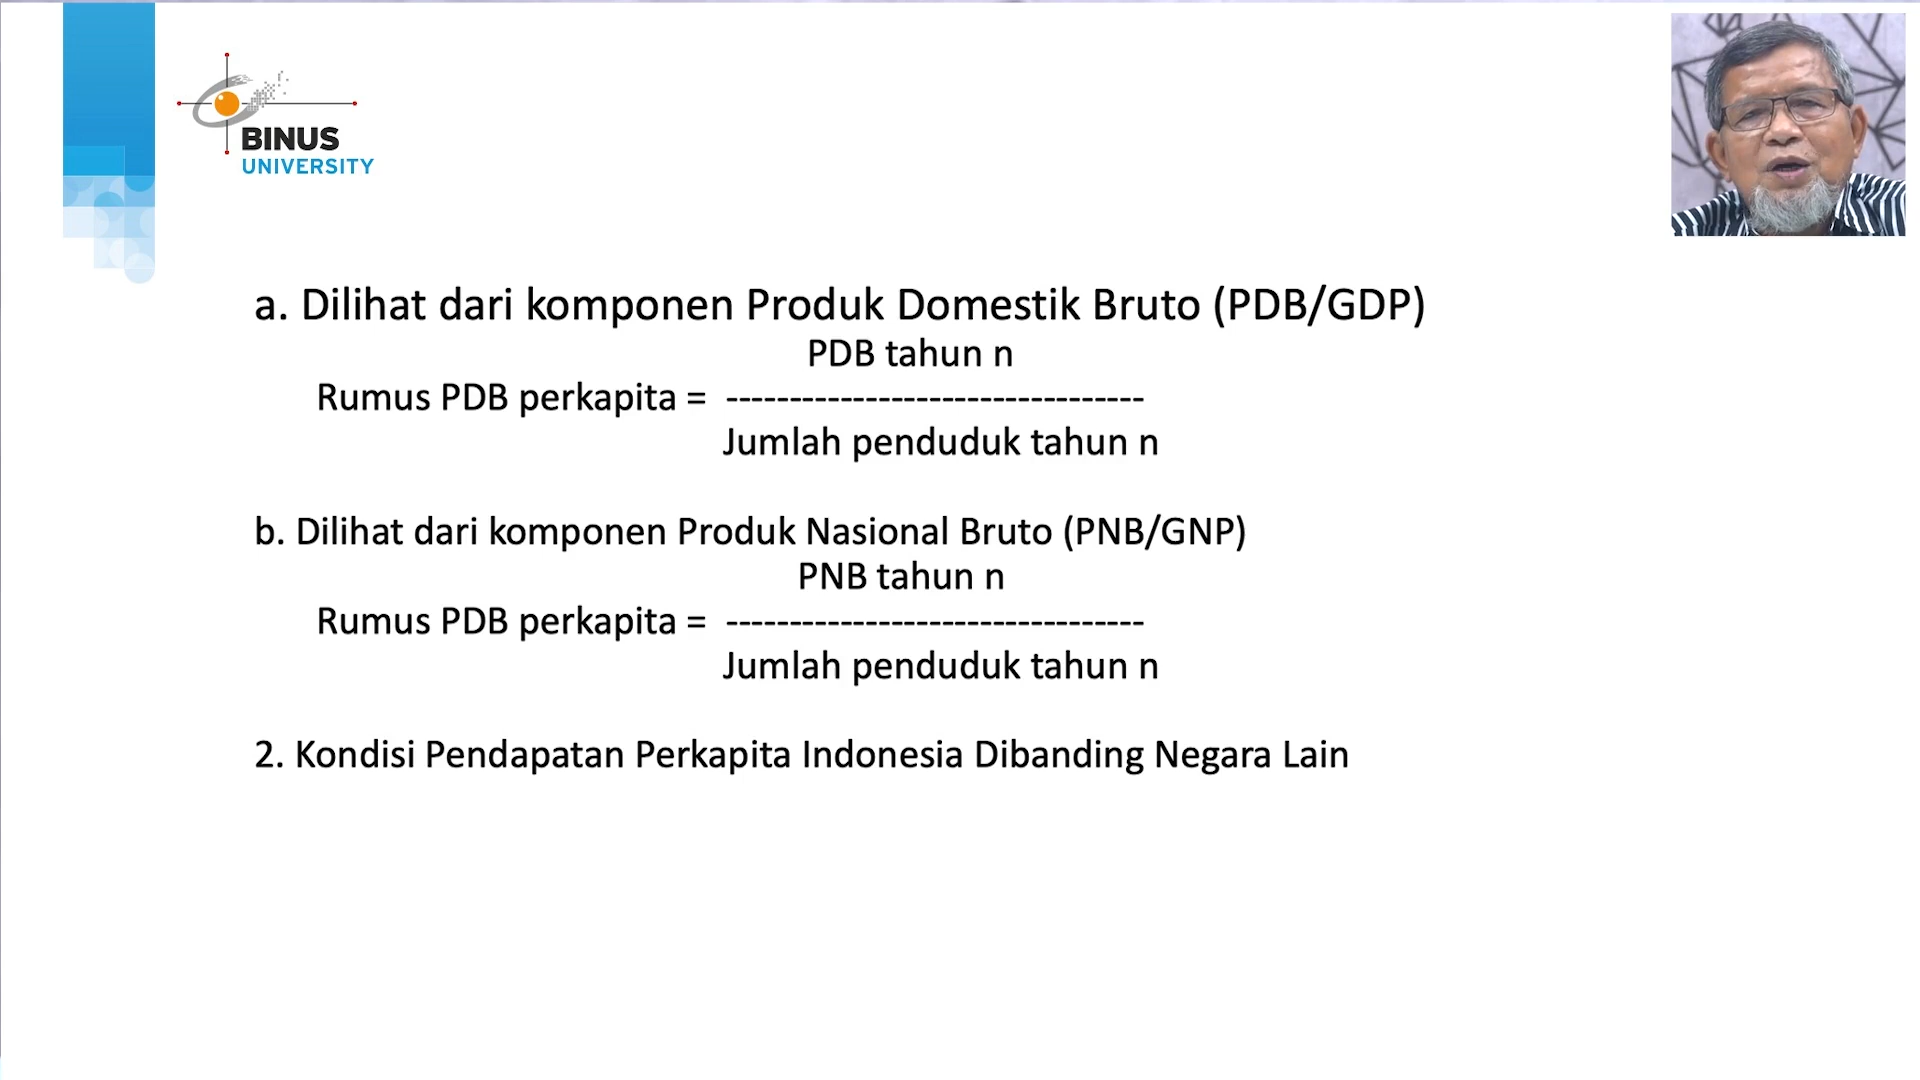 BINUS
UNIVERSITY
a. Dilihat dari komponen Produk Domestik Bruto (PDB/GDP)
PDB tahun n
Rumus PDB perkapita = ---------------------------------
Jumlah penduduk tahun n
b. Dilihat dari komponen Produk Nasional Bruto (PNB/GNP)
PNB tahun n
Rumus PDB perkapita = ---------------------------------
Jumlah penduduk tahun n
2. Kondisi Pendapatan Perkapita Indonesia Dibanding Negara Lain